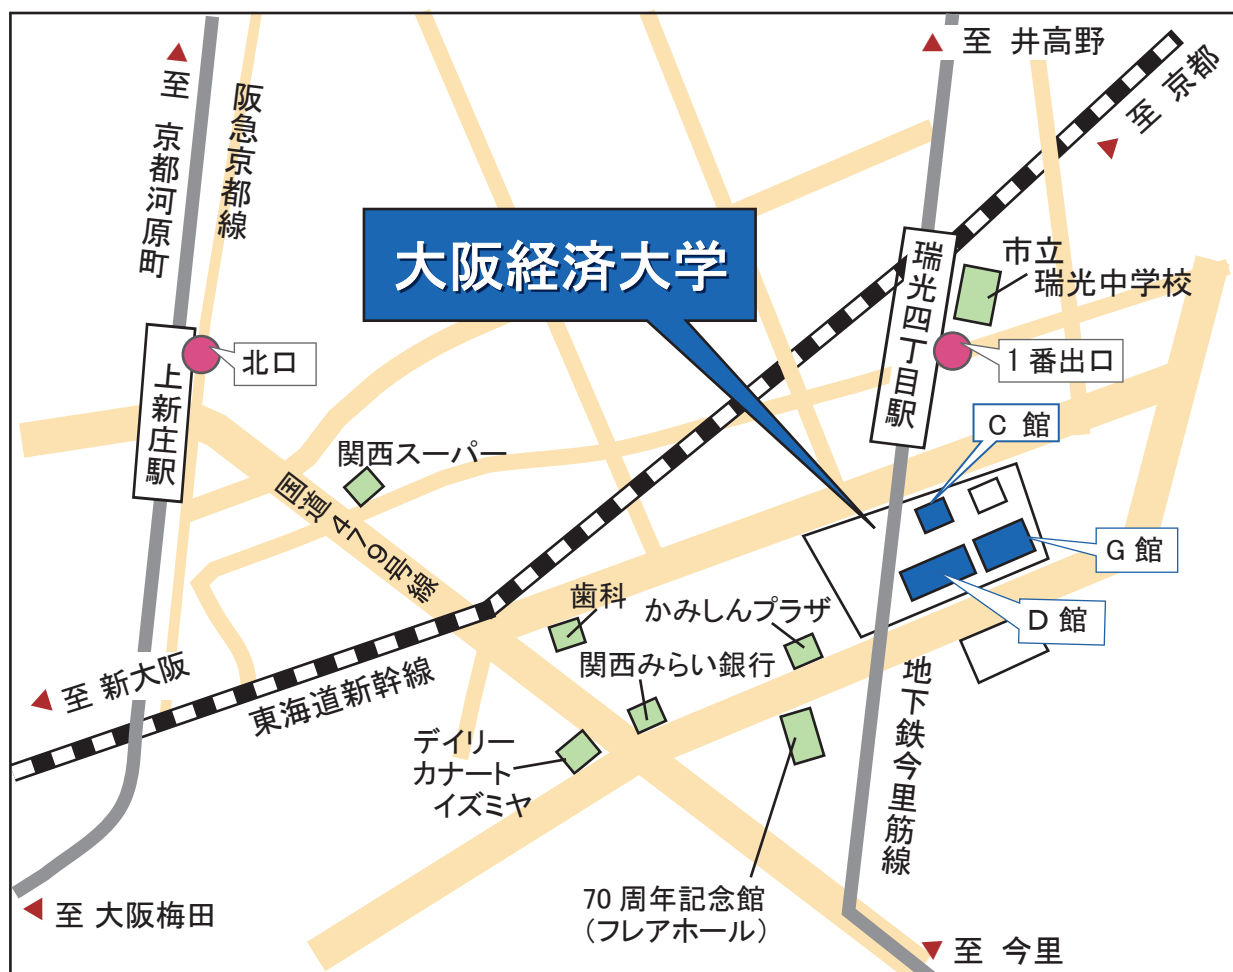 至 井高野
至 京都
至 京都河原町
阪急京都線
大阪経済大学
市立
瑞光中学校
瑞光四丁目駅
1番出口
北口
上新庄駅
C 館
関西スーパー
国道479号線
G 館
D 館
歯科
かみしんプラザ
関西みらい銀行
至 新大阪
東海道新幹線
デイリー
カナート
イズミヤ
地下鉄今里筋線
70 周年記念館
(フレアホール)
至 大阪梅田
至 今里